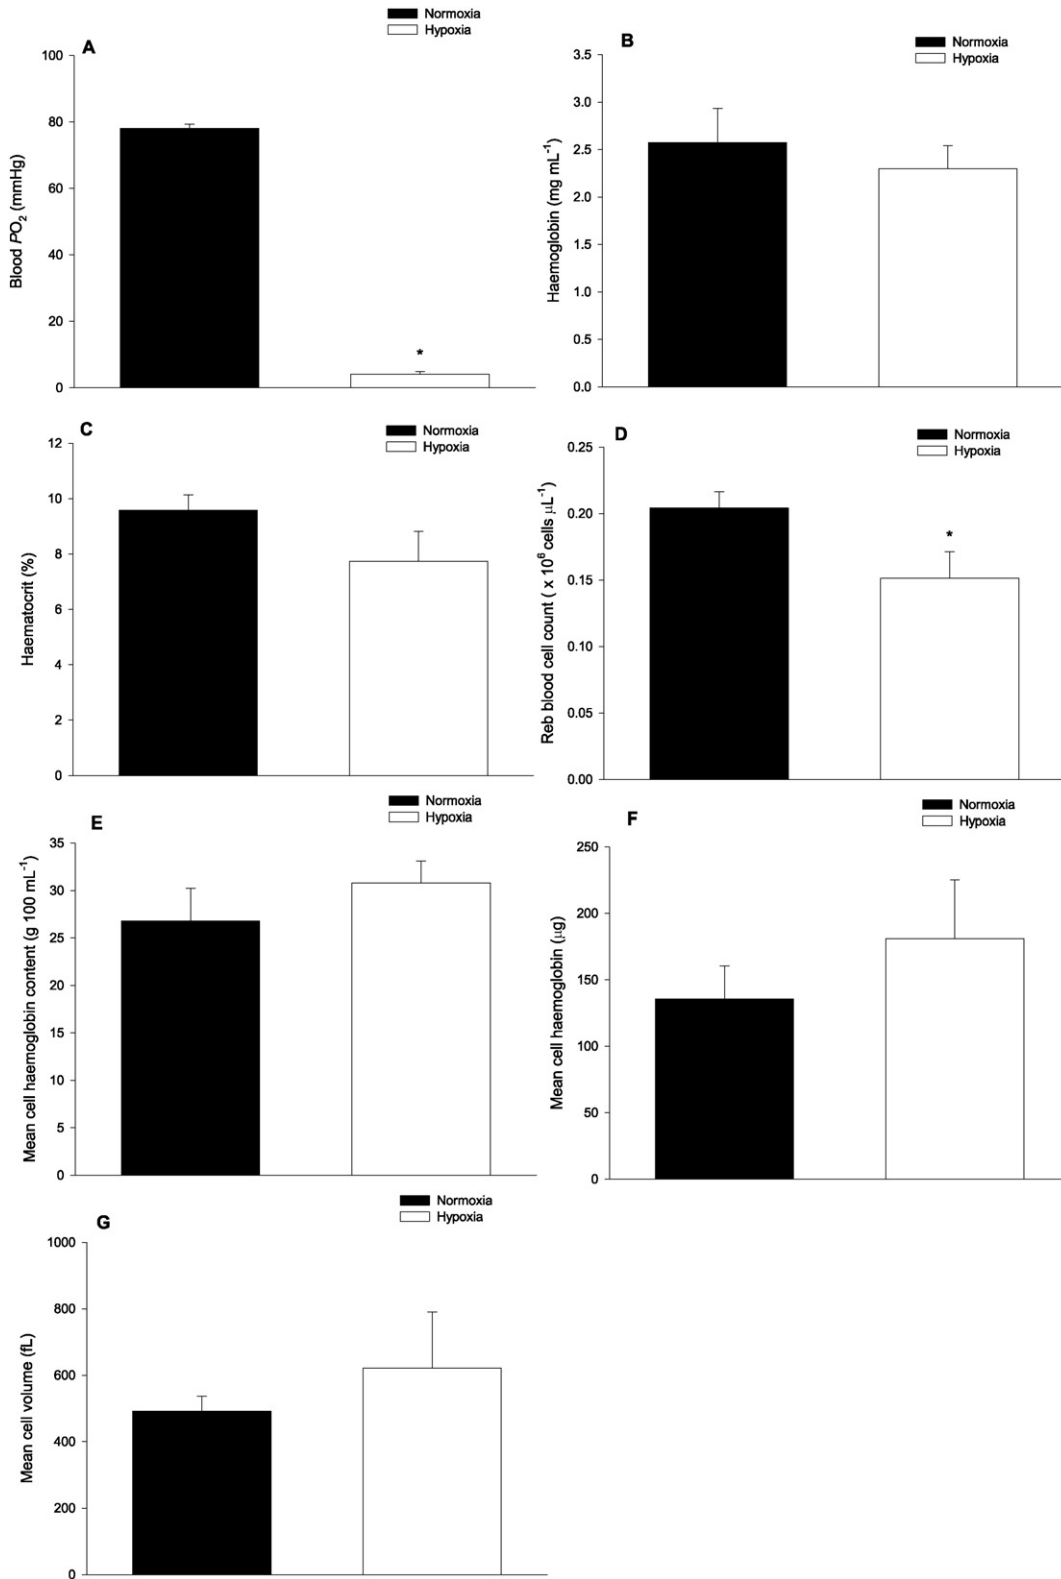 Normoxia
Hypoxia
A
100
80
60
40
20
0
Blood PO₂ (mmHg)
*
Normoxia
Hypoxia
B
3.5
3.0
2.5
2.0
1.5
1.0
0.5
0.0
Haemoglobin (mg mL⁻¹)
Normoxia
Hypoxia
C
12
10
8
6
4
2
0
Haematocrit (%)
Normoxia
Hypoxia
D
0.25
0.20
0.15
0.10
0.05
0.00
Reb blood cell count ( x 10⁶ cells μL⁻¹)
*
Normoxia
Hypoxia
E
35
30
25
20
15
10
5
0
Mean cell haemoglobin content (g 100 mL⁻¹)
Normoxia
Hypoxia
F
250
200
150
100
50
0
Mean cell haemoglobin (μg)
Normoxia
Hypoxia
G
1000
800
600
400
200
0
Mean cell volume (fL)